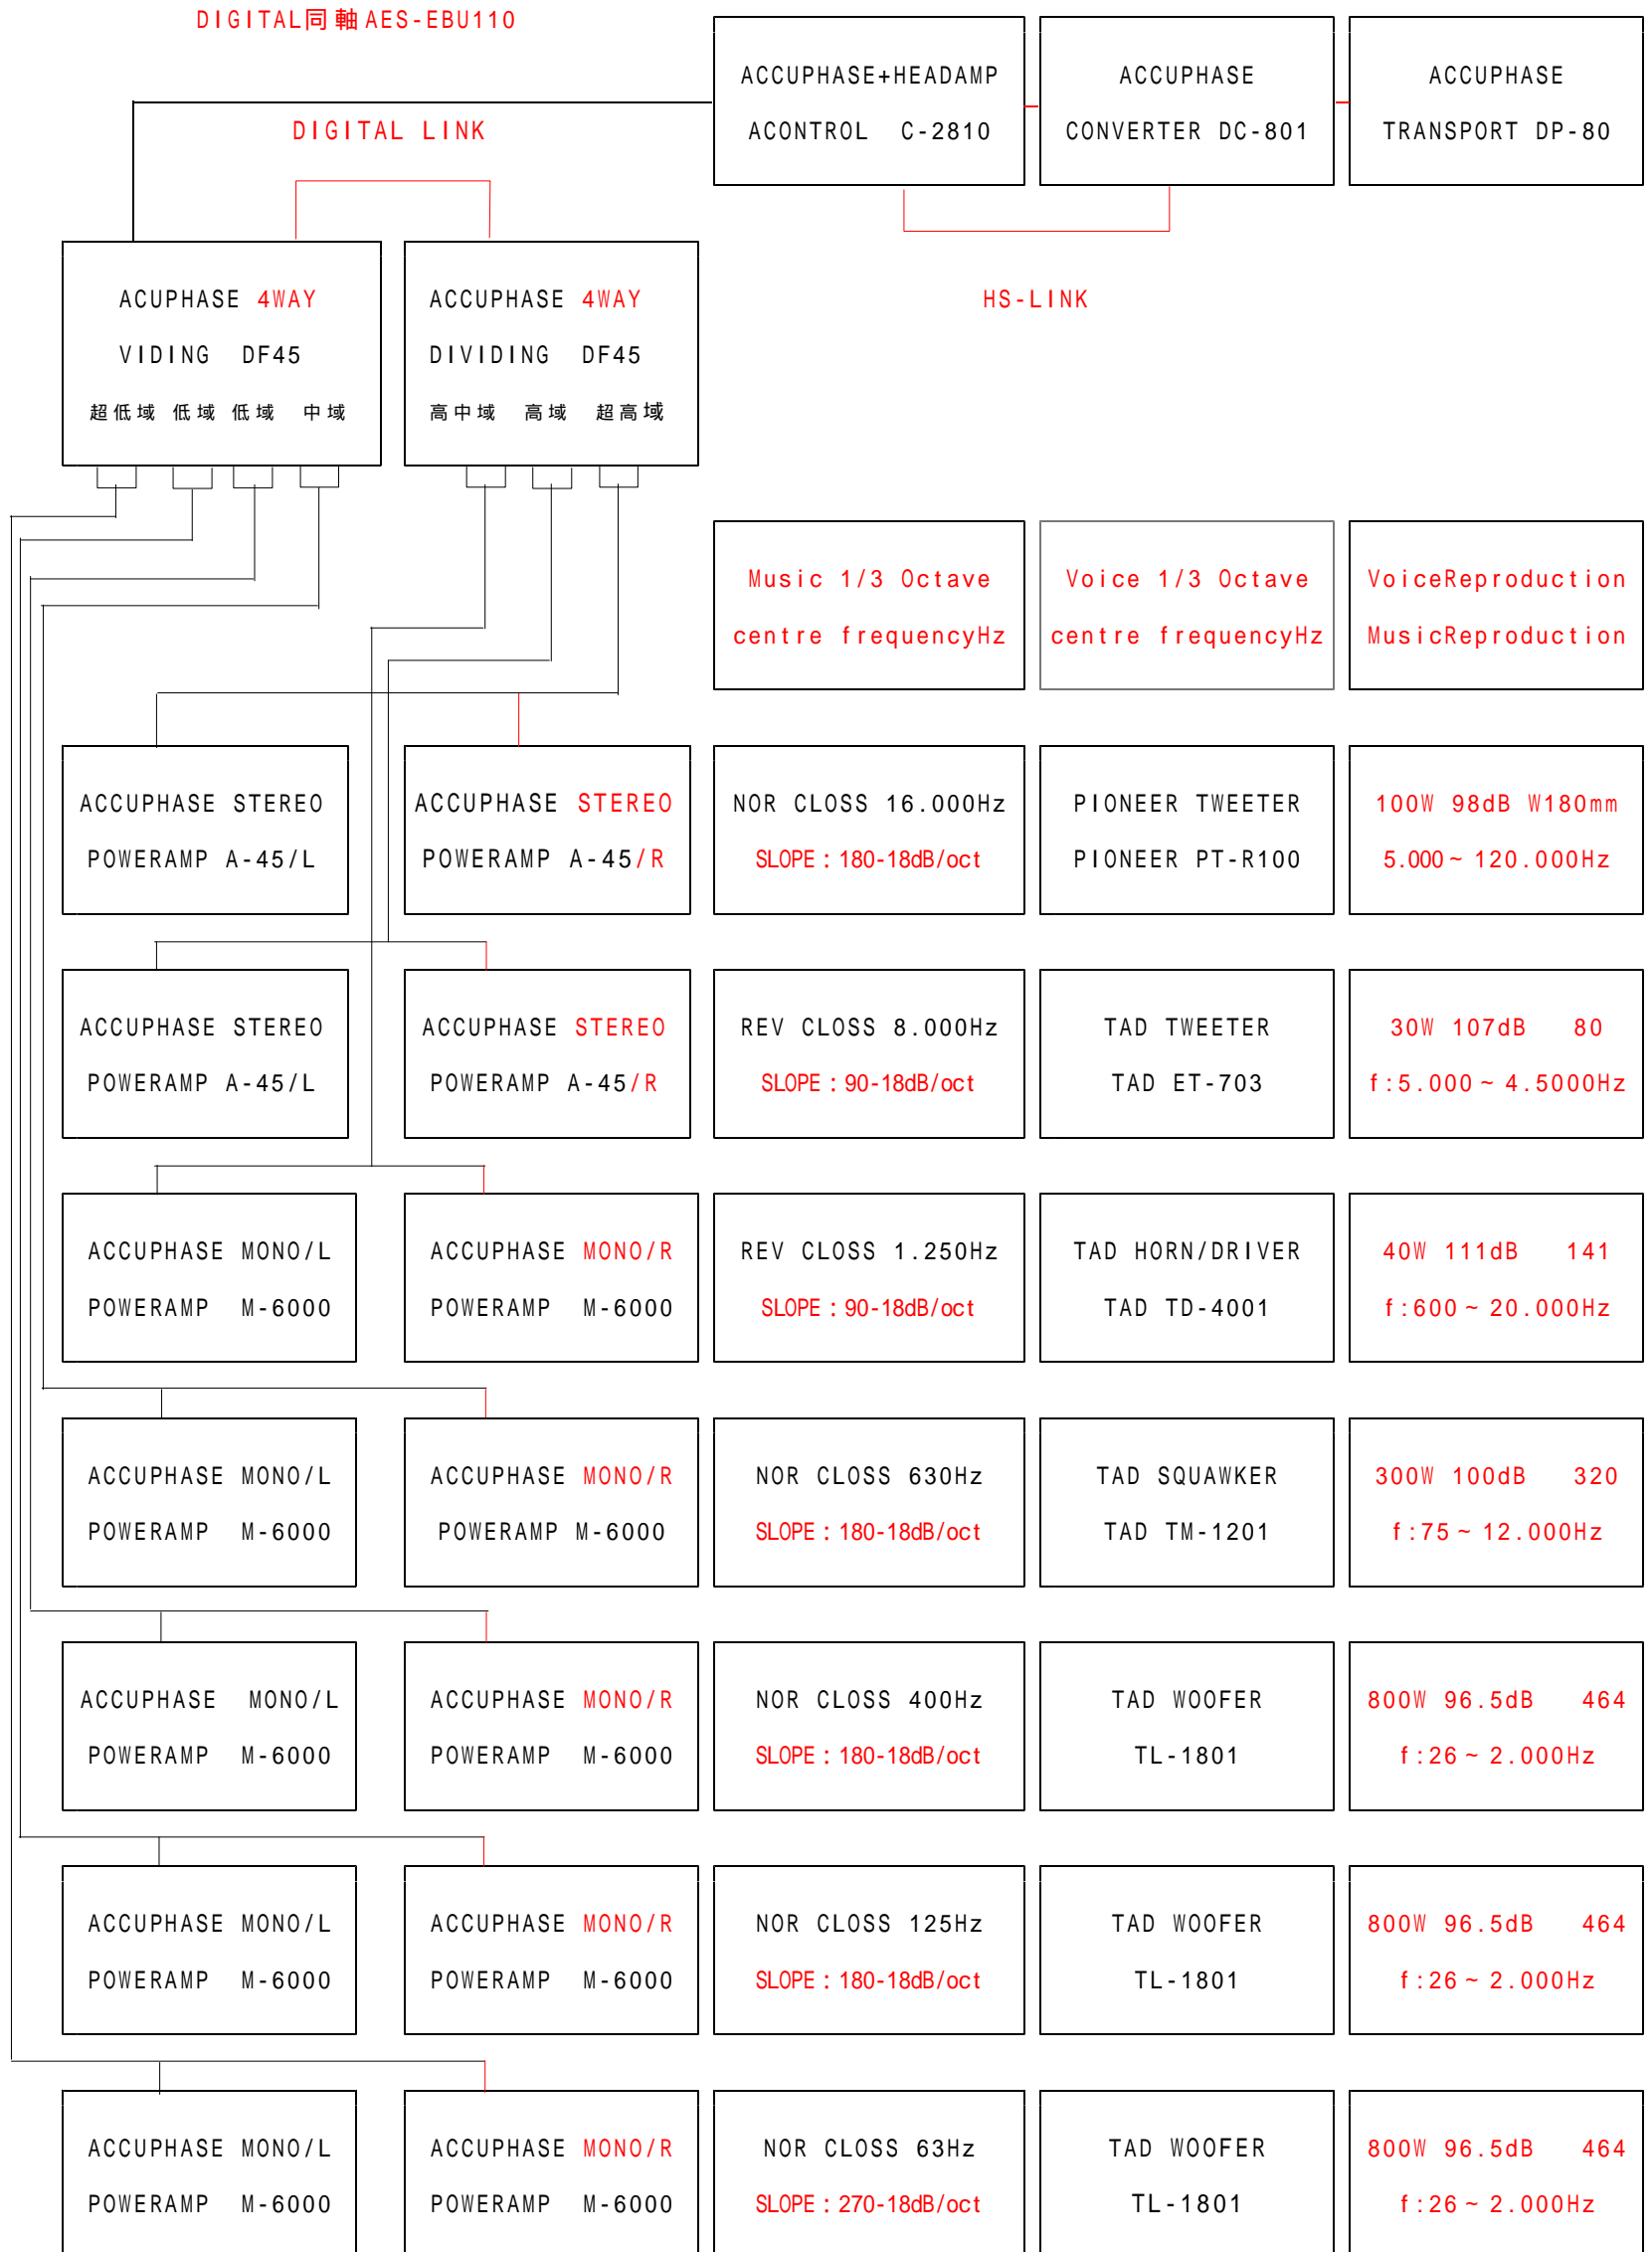 DIGITAL同軸AES-EBU110
ACCUPHASE+HEADAMP
ACONTROL C-2810
ACCUPHASE
CONVERTER DC-801
ACCUPHASE
TRANSPORT DP-80
DIGITAL LINK
ACUPHASE 4WAY
VIDING DF45
超低域 低域 低域 中域
ACCUPHASE 4WAY
DIVIDING DF45
高中域 高域 超高域
HS-LINK
Music 1/3 Octave
centre frequencyHz
Voice 1/3 Octave
centre frequencyHz
VoiceReproduction
MusicReproduction
ACCUPHASE STEREO
POWERAMP A-45/L
ACCUPHASE STEREO
POWERAMP A-45/R
NOR CLOSS 16.000Hz
SLOPE：180-18dB/oct
PIONEER TWEETER
PIONEER PT-R100
100W 98dB W180mm
5.000～120.000Hz
ACCUPHASE STEREO
POWERAMP A-45/L
ACCUPHASE STEREO
POWERAMP A-45/R
REV CLOSS 8.000Hz
SLOPE：90-18dB/oct
TAD TWEETER
TAD ET-703
30W 107dB 80
f:5.000～4.5000Hz
ACCUPHASE MONO/L
POWERAMP M-6000
ACCUPHASE MONO/R
POWERAMP M-6000
REV CLOSS 1.250Hz
SLOPE：90-18dB/oct
TAD HORN/DRIVER
TAD TD-4001
40W 111dB 141
f:600～20.000Hz
ACCUPHASE MONO/L
POWERAMP M-6000
ACCUPHASE MONO/R
POWERAMP M-6000
NOR CLOSS 630Hz
SLOPE：180-18dB/oct
TAD SQUAWKER
TAD TM-1201
300W 100dB 320
f:75～12.000Hz
ACCUPHASE MONO/L
POWERAMP M-6000
ACCUPHASE MONO/R
POWERAMP M-6000
NOR CLOSS 400Hz
SLOPE：180-18dB/oct
TAD WOOFER
TL-1801
800W 96.5dB 464
f:26～2.000Hz
ACCUPHASE MONO/L
POWERAMP M-6000
ACCUPHASE MONO/R
POWERAMP M-6000
NOR CLOSS 125Hz
SLOPE：180-18dB/oct
TAD WOOFER
TL-1801
800W 96.5dB 464
f:26～2.000Hz
ACCUPHASE MONO/L
POWERAMP M-6000
ACCUPHASE MONO/R
POWERAMP M-6000
NOR CLOSS 63Hz
SLOPE：270-18dB/oct
TAD WOOFER
TL-1801
800W 96.5dB 464
f:26～2.000Hz